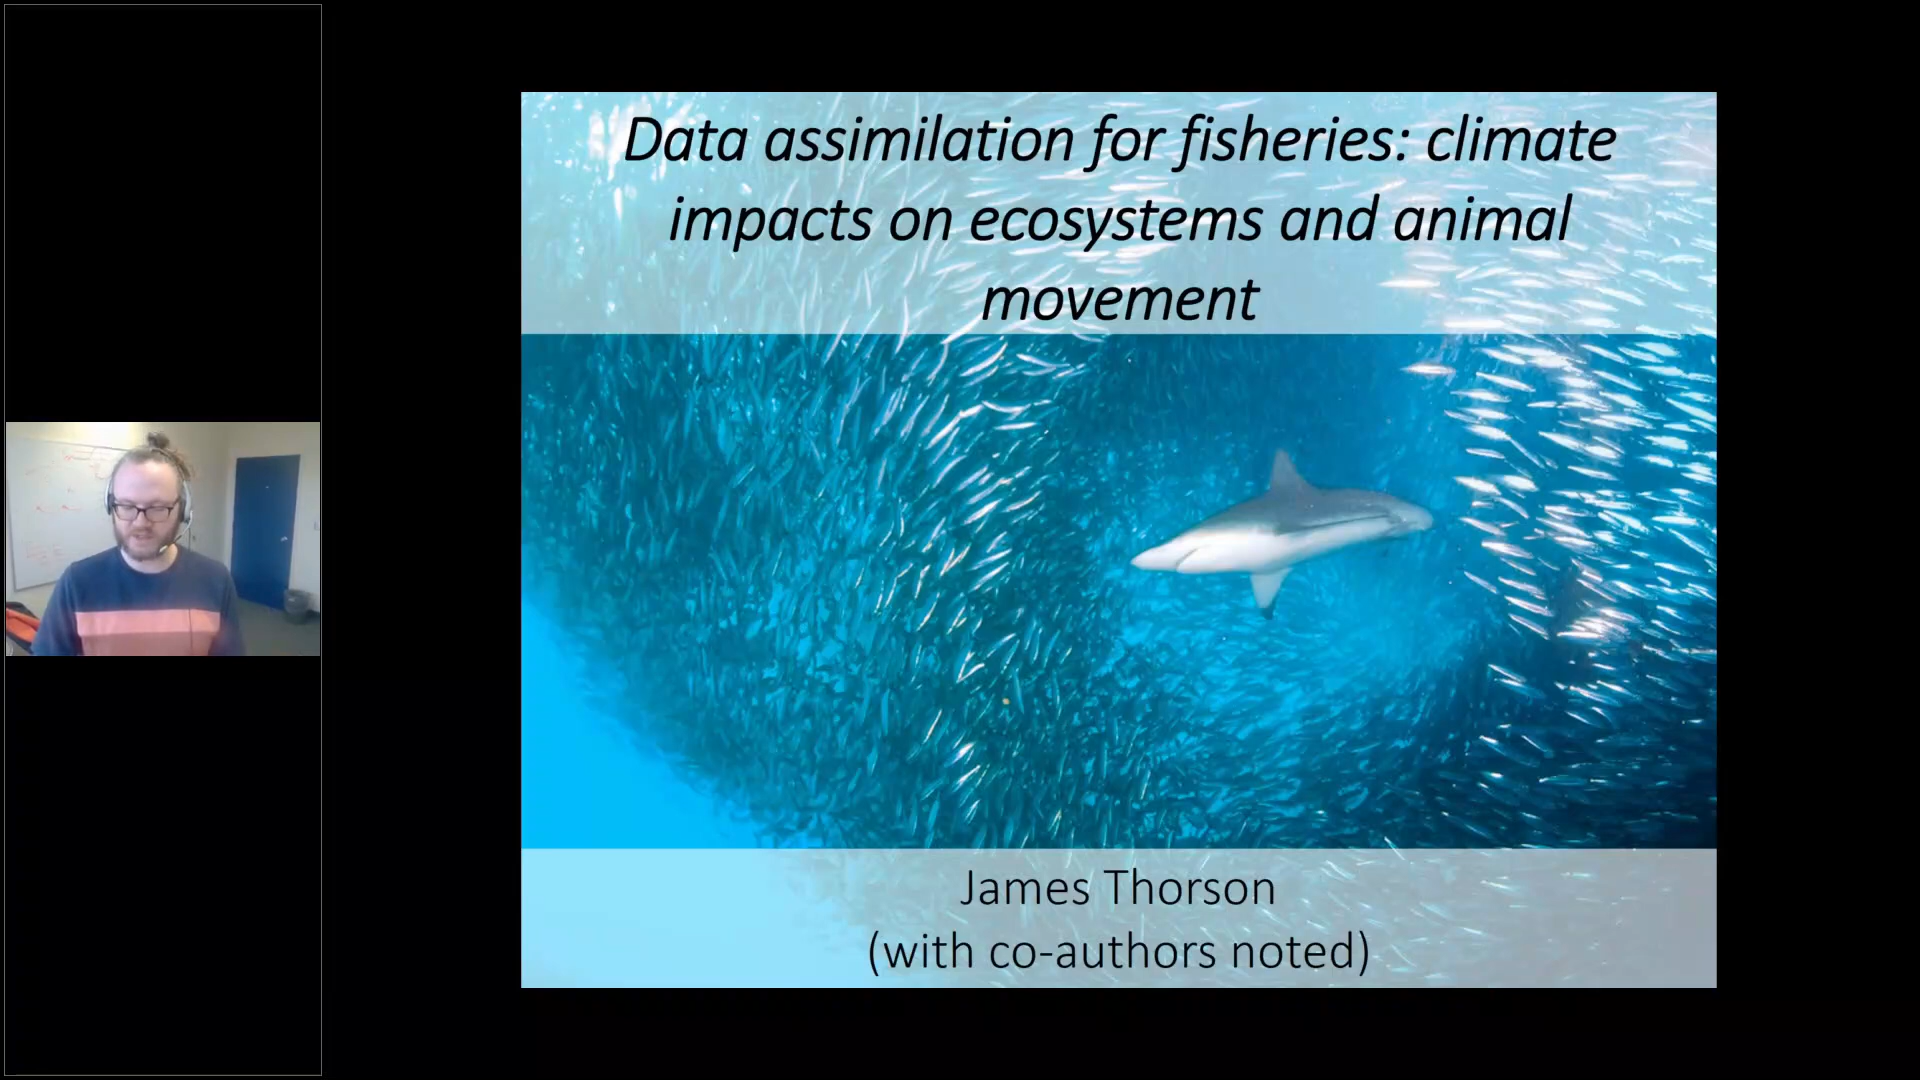 Data assimilation for fisheries: climate
impacts on ecosystems and animal
movement
James Thorson
(with co-authors noted)